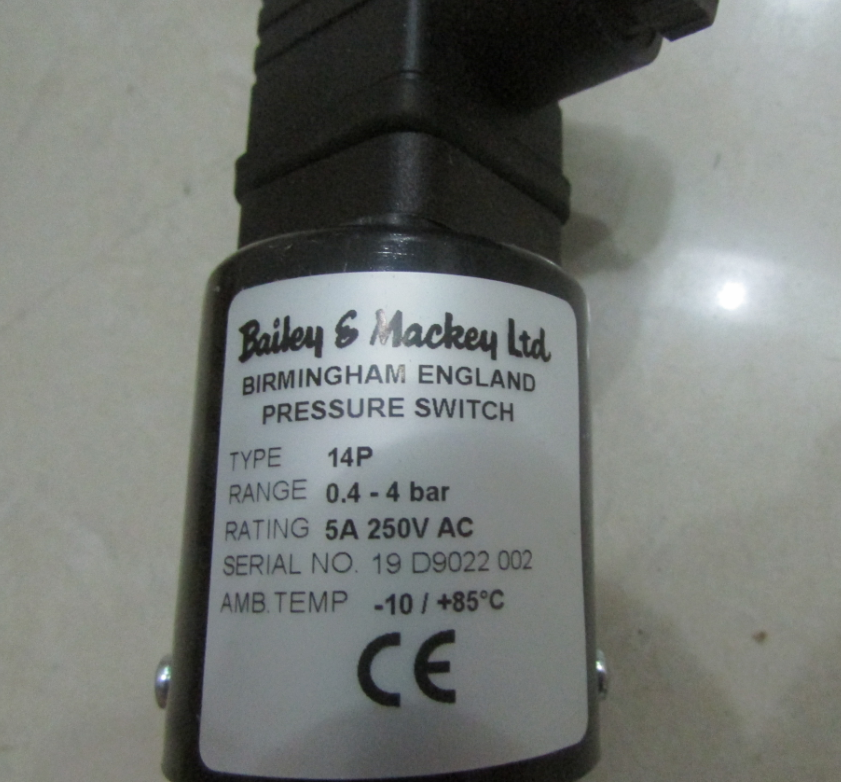 Bailey & Mackey Ltd
BIRMINGHAM ENGLAND
PRESSURE SWITCH
TYPE 14P
RANGE 0.4 - 4 bar
RATING 5A 250V AC
SERIAL NO. 19 D9022 002
AMB.TEMP -10 / +85°C
CE